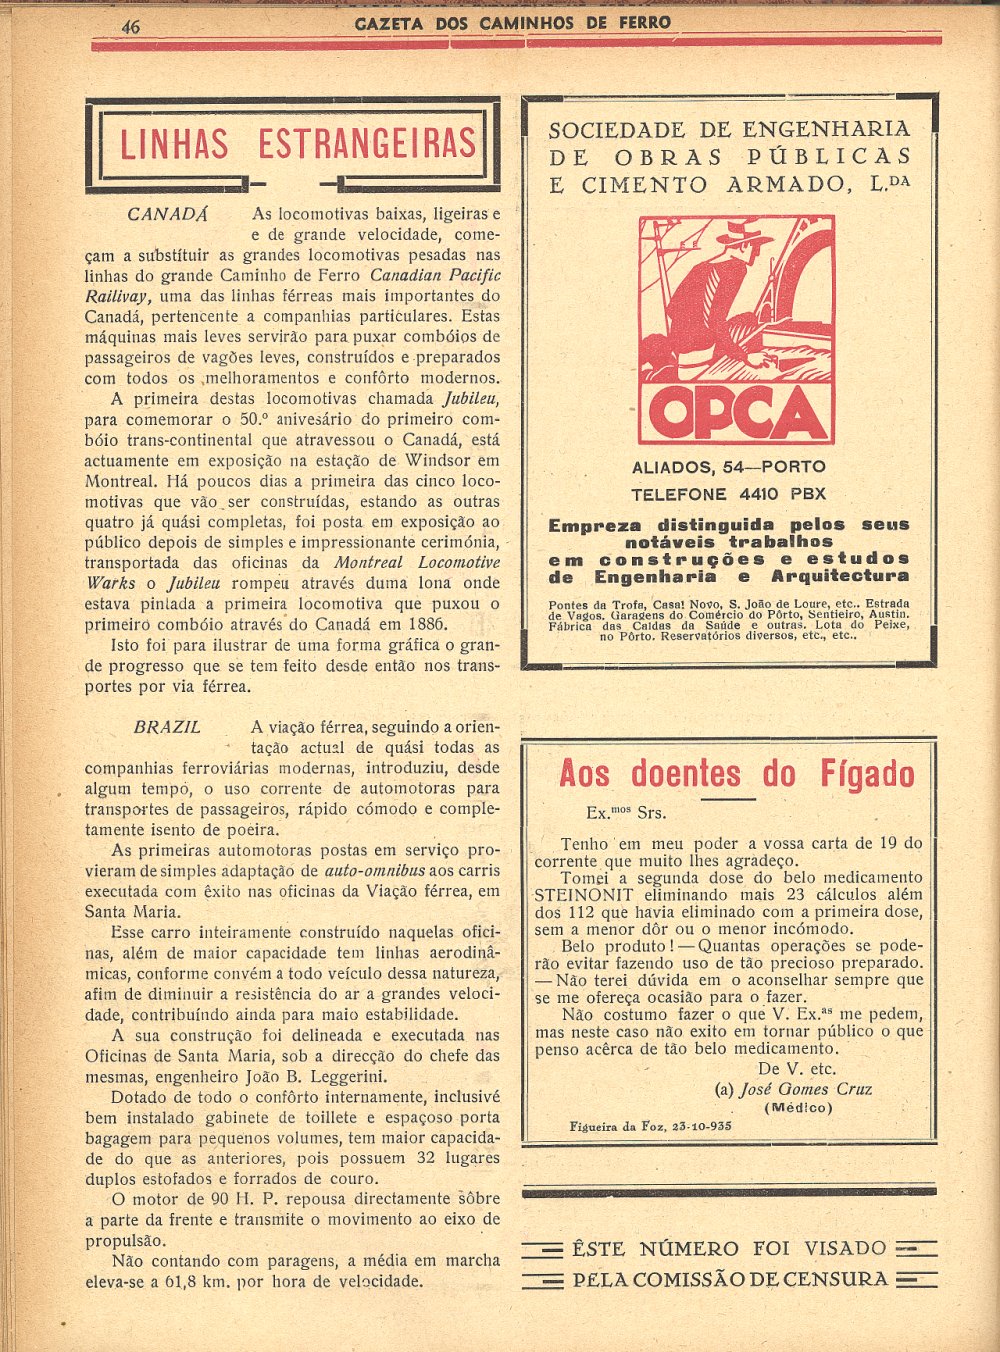 46
GAZETA DOS CAMINHOS DE FERRO
LINHAS ESTRANGEIRAS
CANADÁ As locomotivas baixas, ligeiras e
e de grande velocidade, come-
çam a substítuir as grandes locomotivas pesadas nas
linhas do grande Caminho de Ferro Canadian Pacific
Railivay, uma das linhas férreas mais importantes do
Canadá, pertencente a companhias particulares. Estas
máquinas mais leves servirão para puxar combóios de
passageiros de vagões leves, construídos e preparados
com todos os melhoramentos e confôrto modernos.
A primeira destas locomotivas chamada Jubileu,
para comemorar o 50.º anivesário do primeiro com-
bóio trans-continental que atravessou o Canadá, está
actuamente em exposição na estação de Windsor em
Montreal. Há poucos dias a primeira das cinco loco-
motivas que vão ser construídas, estando as outras
quatro já quási completas, foi posta em exposição ao
público depois de simples e impressionante cerimónia,
transportada das oficinas da Montreal Locomotive
Warks o Jubileu rompeu através duma lona onde
estava pinlada a primeira locomotiva que puxou o
primeiro combóio através do Canadá em 1886.
Isto foi para ilustrar de uma forma gráfica o gran-
de progresso que se tem feito desde então nos trans-
portes por via férrea.
BRAZIL A viação férrea, seguindo a orien-
tação actual de quási todas as
companhias ferroviárias modernas, introduziu, desde
algum tempo, o uso corrente de automotoras para
transportes de passageiros, rápido cómodo e comple-
tamente isento de poeira.
As primeiras automotoras postas em serviço pro-
vieram de simples adaptação de auto-omnibus aos carris
executada com êxito nas oficinas da Viação férrea, em
Santa Maria.
Esse carro inteiramente construído naquelas ofici-
nas, além de maior capacidade tem linhas aerodinâ-
micas, conforme convém a todo veículo dessa natureza,
afim de diminuir a resistência do ar a grandes veloci-
dade, contribuíndo ainda para maio estabilidade.
A sua construção foi delineada e executada nas
Oficinas de Santa Maria, sob a direcção do chefe das
mesmas, engenheiro João B. Leggerini.
Dotado de todo o confôrto internamente, inclusivé
bem instalado gabinete de toillete e espaçoso porta
bagagem para pequenos volumes, tem maior capacida-
de do que as anteriores, pois possuem 32 lugares
duplos estofados e forrados de couro.
O motor de 90 H. P. repousa directamente sôbre
a parte da frente e transmite o movimento ao eixo de
propulsão.
Não contando com paragens, a média em marcha
eleva-se a 61,8 km. por hora de velocidade.
SOCIEDADE DE ENGENHARIA
DE OBRAS PÚBLICAS
E CIMENTO ARMADO, L.DA
OPCA
ALIADOS, 54—PORTO
TELEFONE 4410 PBX
Empreza distinguida pelos seus
notáveis trabalhos
em construções e estudos
de Engenharia e Arquitectura
Pontes da Trofa, Casal Novo, S. João de Loure, etc.. Estrada
de Vagos. Garagens do Comércio do Pôrto, Sentieiro, Austin.
Fábrica das Caldas da Saúde e outras. Lota do Peixe,
no Pôrto. Reservatórios diversos, etc., etc..
Aos doentes do Fígado
Ex.mos Srs.
Tenho em meu poder a vossa carta de 19 do
corrente que muito lhes agradeço.
Tomei a segunda dose do belo medicamento
STEINONIT eliminando mais 23 cálculos além
dos 112 que havia eliminado com a primeira dose,
sem a menor dôr ou o menor incómodo.
Belo produto!—Quantas operações se pode-
rão evitar fazendo uso de tão precioso preparado.
—Não terei dúvida em o aconselhar sempre que
se me ofereça ocasião para o fazer.
Não costumo fazer o que V. Ex.as me pedem,
mas neste caso não exito em tornar público o que
penso acêrca de tão belo medicamento.
De V. etc.
(a) José Gomes Cruz
(Médico)
Figueira da Foz, 23-10-935
ÊSTE NÚMERO FOI VISADO
PELA COMISSÃO DE CENSURA